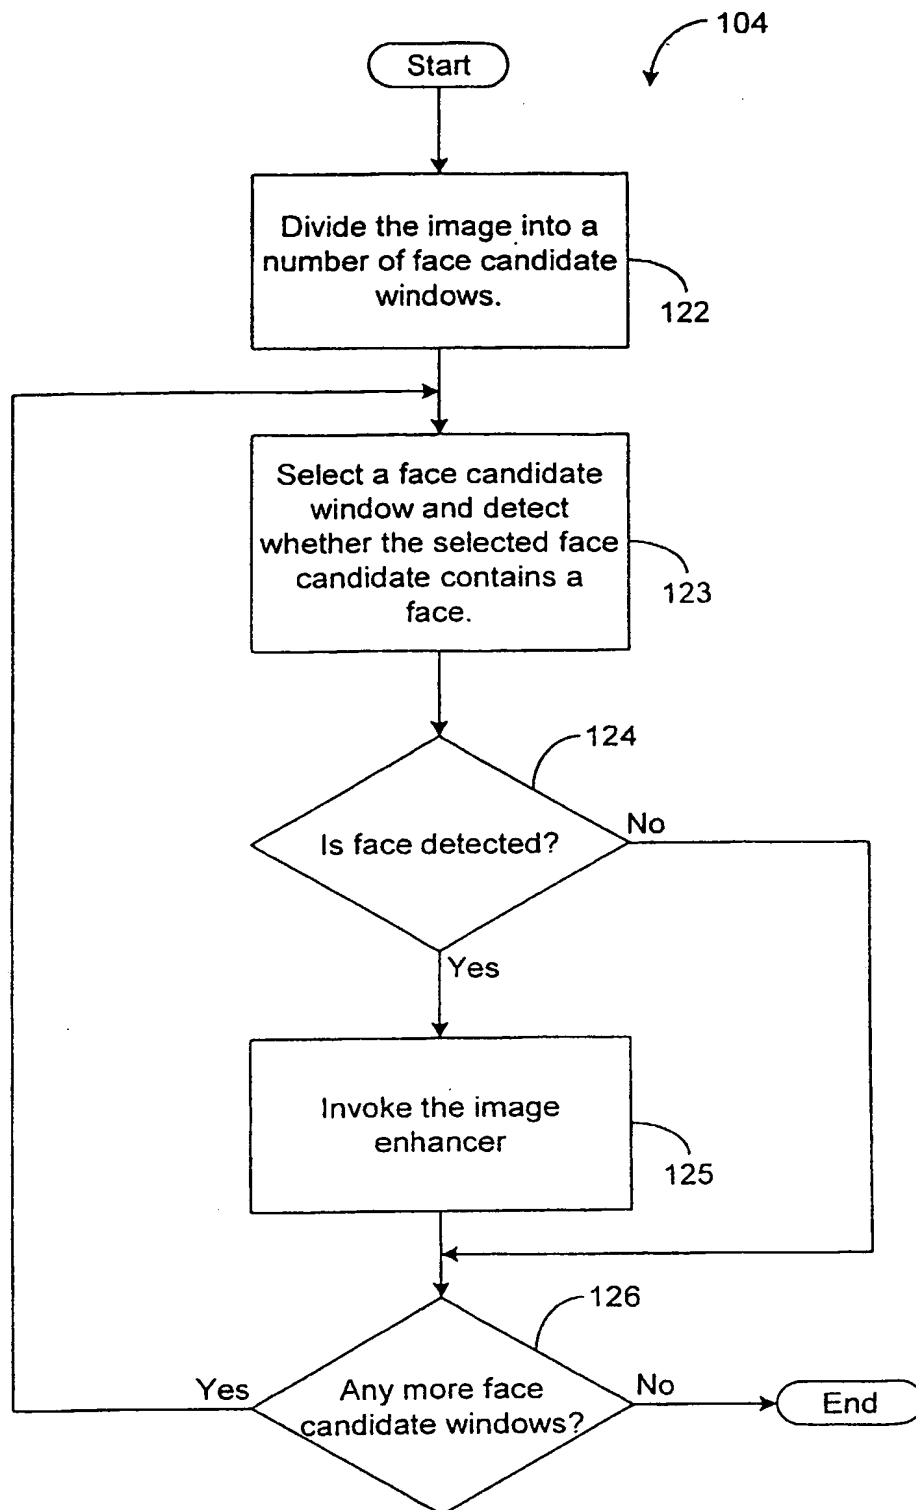 104
Start
Divide the image into a
number of face candidate
windows.
122
Select a face candidate
window and detect
whether the selected face
candidate contains a
face.
123
124
Is face detected?
No
Yes
Invoke the image
enhancer
125
126
Yes
Any more face
candidate windows?
No
End